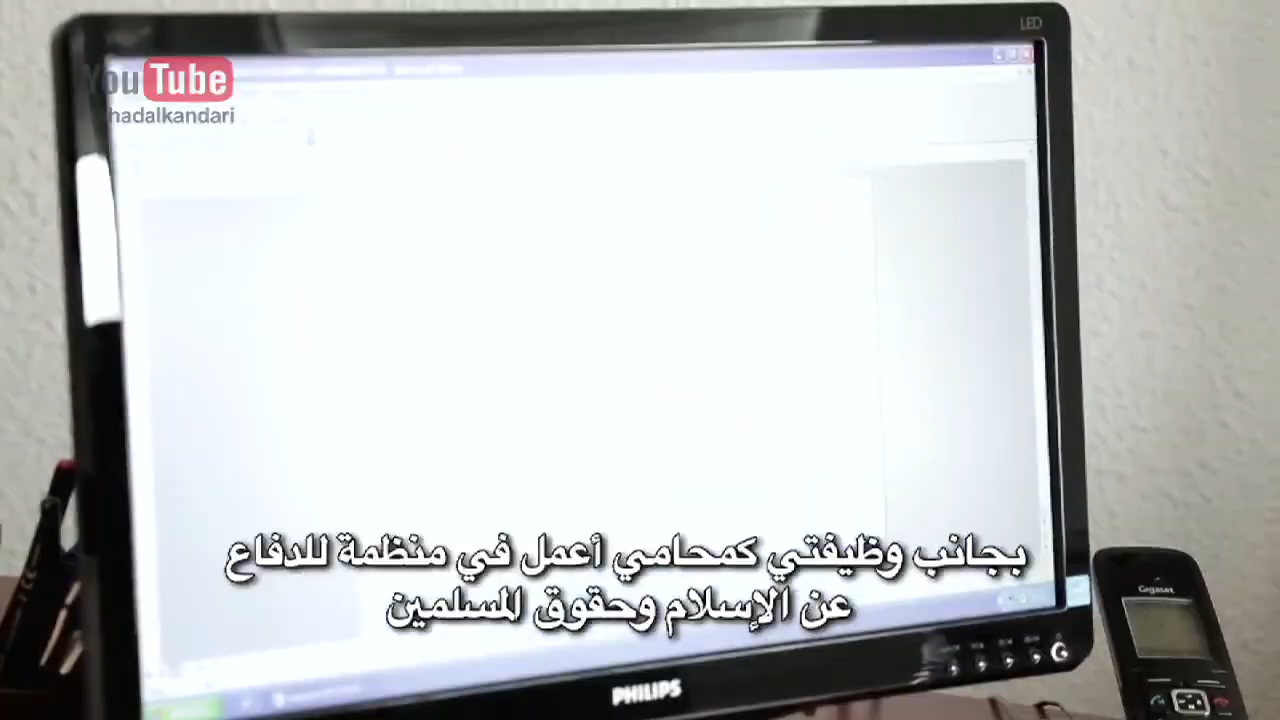 LED
YouTube
hadalkandari
بجانب وظيفتي كمحامي أعمل في منظمة للدفاع
عن الإسلام وحقوق المسلمين
Gigaset
PHILIPS